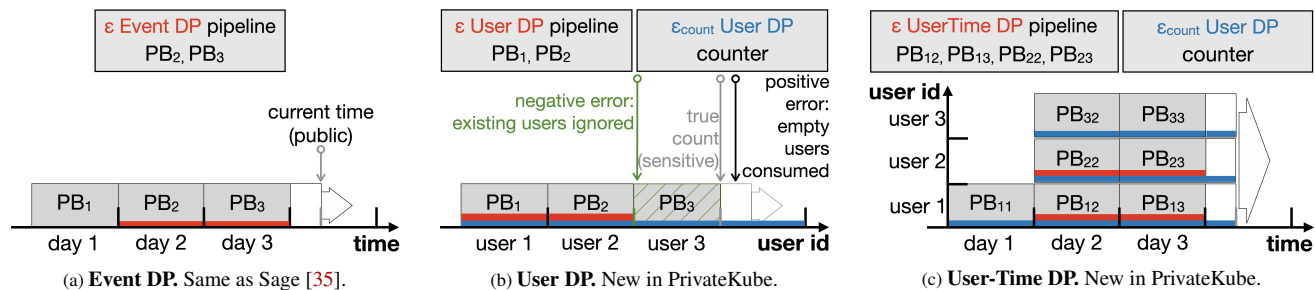 ε Event DP pipeline
PB2, PB3
current time
(public)
PB1
PB2
PB3
day 1
day 2
day 3
time
(a) Event DP. Same as Sage [35].
ε User DP pipeline
PB1, PB2
εcount User DP
counter
negative error:
existing users ignored
true
count
(sensitive)
positive
error:
empty
users
consumed
PB1
PB2
PB3
user 1
user 2
user 3
user id
(b) User DP. New in PrivateKube.
ε UserTime DP pipeline
PB12, PB13, PB22, PB23
εcount User DP
counter
user id
user 3
PB32
PB33
user 2
PB22
PB23
user 1
PB11
PB12
PB13
day 1
day 2
day 3
time
(c) User-Time DP. New in PrivateKube.